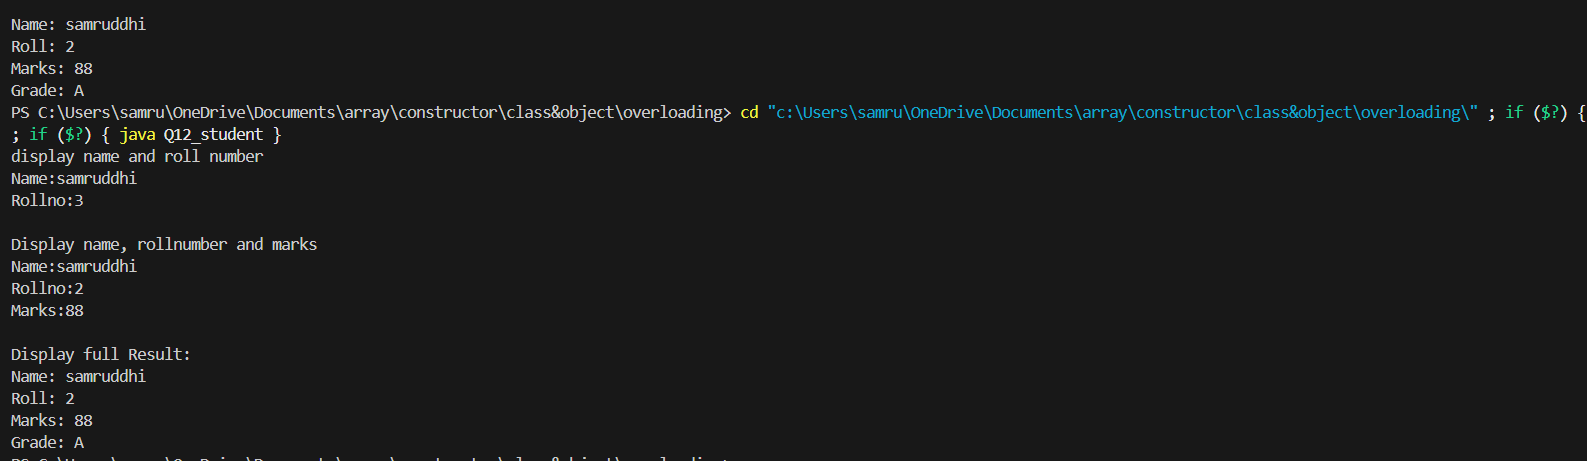 Name: samruddhi
Roll: 2
Marks: 88
Grade: A
PS C:\Users\samru\OneDrive\Documents\array\constructor\class&object\overloading> cd "c:\Users\samru\OneDrive\Documents\array\constructor\class&object\overloading\" ; if ($?) {
; if ($?) { java Q12_student }
display name and roll number
Name:samruddhi
Rollno:3
Display name, rollnumber and marks
Name:samruddhi
Rollno:2
Marks:88
Display full Result:
Name: samruddhi
Roll: 2
Marks: 88
Grade: A